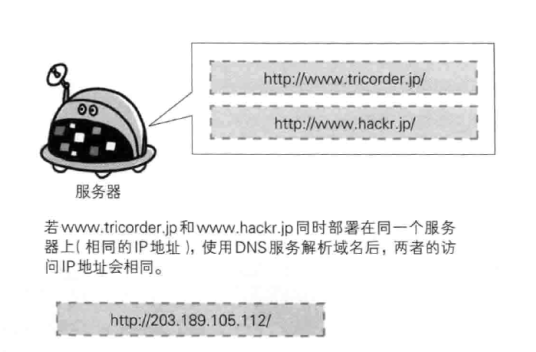 http://www.tricorder.jp/
http://www.hackr.jp/
服务器
若www.tricorder.jp和www.hackr.jp同时部署在同一个服务
器上(相同的IP地址),使用DNS服务解析域名后,两者的访
问IP地址会相同。
http://203.189.105.112/